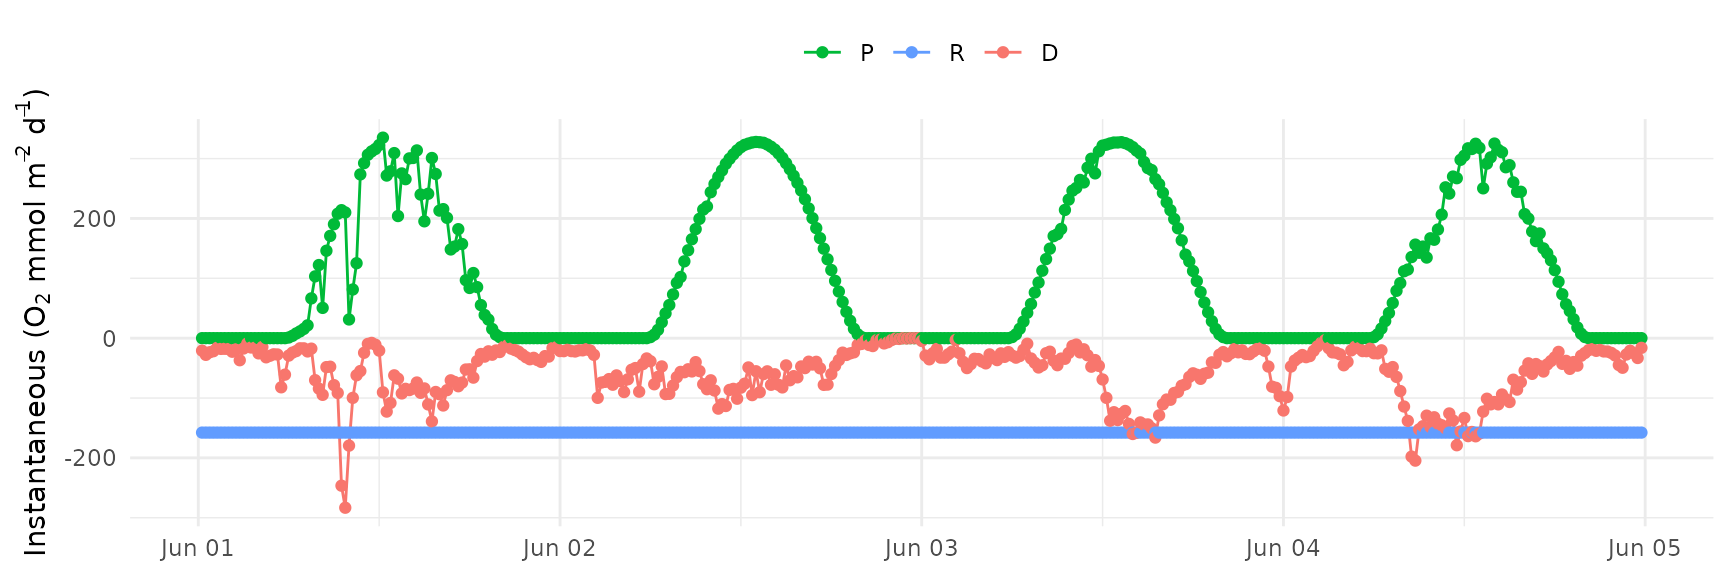 P R D
Instantaneous (O₂ mmol m⁻² d⁻¹)
200
0
-200
Jun 01 Jun 02 Jun 03 Jun 04 Jun 05